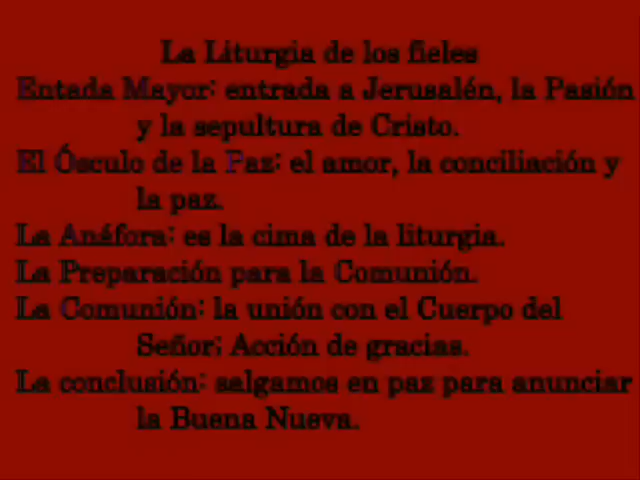 La Liturgia de los fieles
Entada Mayor: entrada a Jerusalén, la Pasión
y la sepultura de Cristo.
El Ósculo de la Paz: el amor, la conciliación y
la paz.
La Anáfora: es la cima de la liturgia.
La Preparación para la Comunión.
La Comunión: la unión con el Cuerpo del
Señor; Acción de gracias.
La conclusión: salgamos en paz para anunciar
la Buena Nueva.